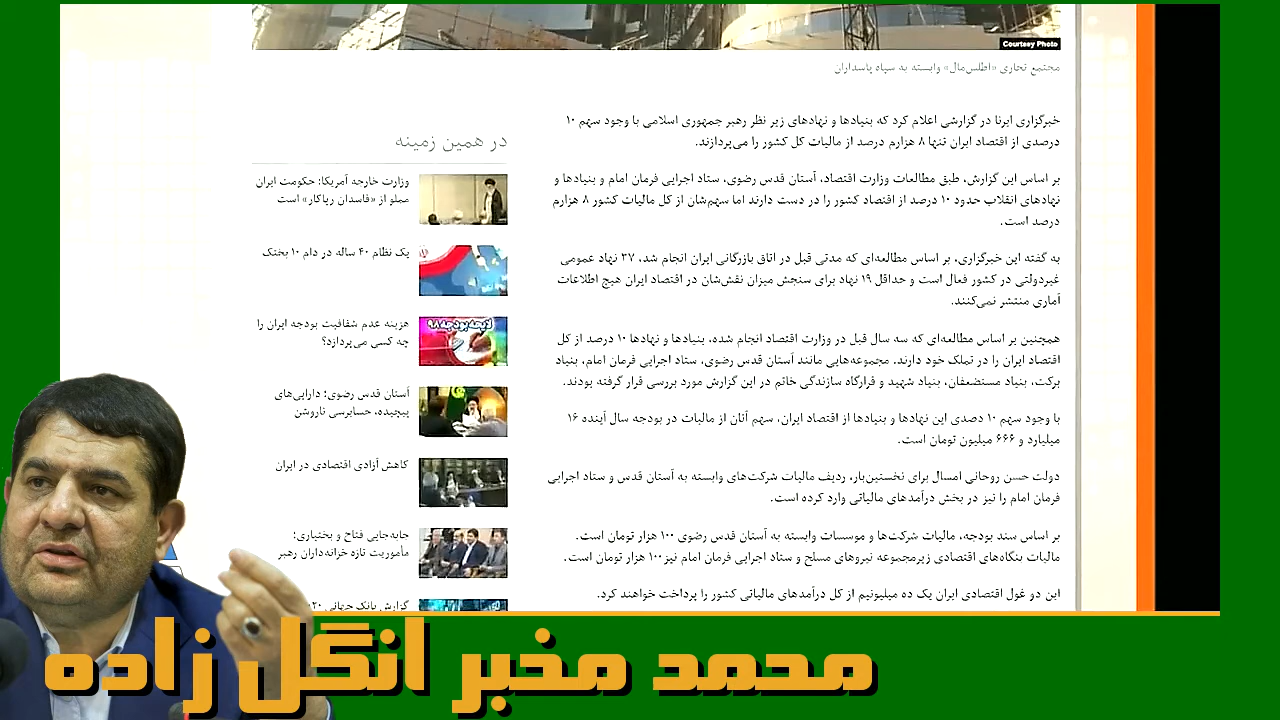 Courtesy Photo
مجتمع تجاری «اطلس‌مال» وابسته به سپاه پاسداران
خبرگزاری ایرنا در گزارشی اعلام کرد که بنیادها و نهادهای زیر نظر رهبر جمهوری اسلامی با وجود سهم ۱۰
درصدی از اقتصاد ایران تنها ۸ هزارم درصد از مالیات کل کشور را می‌پردازند.
بر اساس این گزارش، طبق مطالعات وزارت اقتصاد، آستان قدس رضوی، ستاد اجرایی فرمان امام و بنیادها و
نهادهای انقلاب حدود ۱۰ درصد از اقتصاد کشور را در دست دارند اما سهم‌شان از کل مالیات کشور ۸ هزارم
درصد است.
به گفته این خبرگزاری، بر اساس مطالعه‌ای که مدتی قبل در اتاق بازرگانی ایران انجام شد، ۳۷ نهاد عمومی
غیردولتی در کشور فعال است و حداقل ۱۹ نهاد برای سنجش میزان نقش‌شان در اقتصاد ایران هیچ اطلاعات
آماری منتشر نمی‌کنند.
همچنین بر اساس مطالعه‌ای که سه سال قبل در وزارت اقتصاد انجام شده، بنیادها و نهادها ۱۰ درصد از کل
اقتصاد ایران را در تملک خود دارند. مجموعه‌هایی مانند آستان قدس رضوی، ستاد اجرایی فرمان امام، بنیاد
برکت، بنیاد مستضعفان، بنیاد شهید و قرارگاه سازندگی خاتم در این گزارش مورد بررسی قرار گرفته بودند.
با وجود سهم ۱۰ دصدی این نهادها و بنیادها از اقتصاد ایران، سهم آنان از مالیات در بودجه سال آینده ۱۶
میلیارد و ۶۶۶ میلیون تومان است.
دولت حسن روحانی امسال برای نخستین‌بار، ردیف مالیات شرکت‌های وابسته به آستان قدس و ستاد اجرایی
فرمان امام را نیز در بخش درآمدهای مالیاتی وارد کرده است.
بر اساس سند بودجه، مالیات شرکت‌ها و موسسات وابسته به آستان قدس رضوی ۱۰۰ هزار تومان است.
مالیات بنگاه‌های اقتصادی زیرمجموعه نیروهای مسلح و ستاد اجرایی فرمان امام نیز ۱۰۰ هزار تومان است.
این دو غول اقتصادی ایران یک ده میلیونیم از کل درآمدهای مالیاتی کشور را پرداخت خواهند کرد.
در همین زمینه
وزارت خارجه آمریکا: حکومت ایران
مملو از «فاسدان ریاکار» است
یک نظام ۴۰ ساله در دام ۱۰ بختک
هزینه عدم شفافیت بودجه ایران را
چه کسی می‌پردازد؟
لایحه بودجه ۹۸
آستان قدس رضوی؛ دارایی‌های
پیچیده، حسابرسی ناروشن
کاهش آزادی اقتصادی در ایران
جابه‌جایی فتاح و بختیاری؛
مأموریت تازه خزانه‌داران رهبر
گزارش بانک جهانی
محمد مخبر انگل زاده